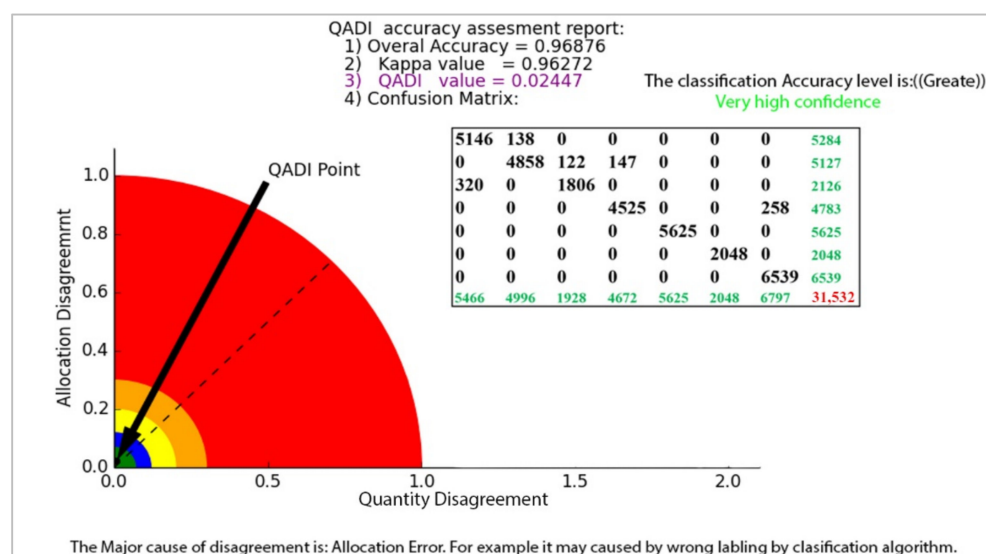 QADI accuracy assesment report:
1) Overal Accuracy = 0.96876
2) Kappa value = 0.96272
3) QADI value = 0.02447
4) Confusion Matrix:
The classification Accuracy level is:((Greate))
Very high confidence
5146 138 0 0 0 0 0 5284
0 4858 122 147 0 0 0 5127
320 0 1806 0 0 0 0 2126
0 0 0 4525 0 0 258 4783
0 0 0 0 5625 0 0 5625
0 0 0 0 0 2048 0 2048
0 0 0 0 0 0 6539 6539
5466 4996 1928 4672 5625 2048 6797 31,532
QADI Point
Allocation Disagreemrnt
1.0
0.8
0.6
0.4
0.2
0.0
0.0 0.5 1.0 1.5 2.0
Quantity Disagreement
The Major cause of disagreement is: Allocation Error. For example it may caused by wrong labling by clasification algorithm.